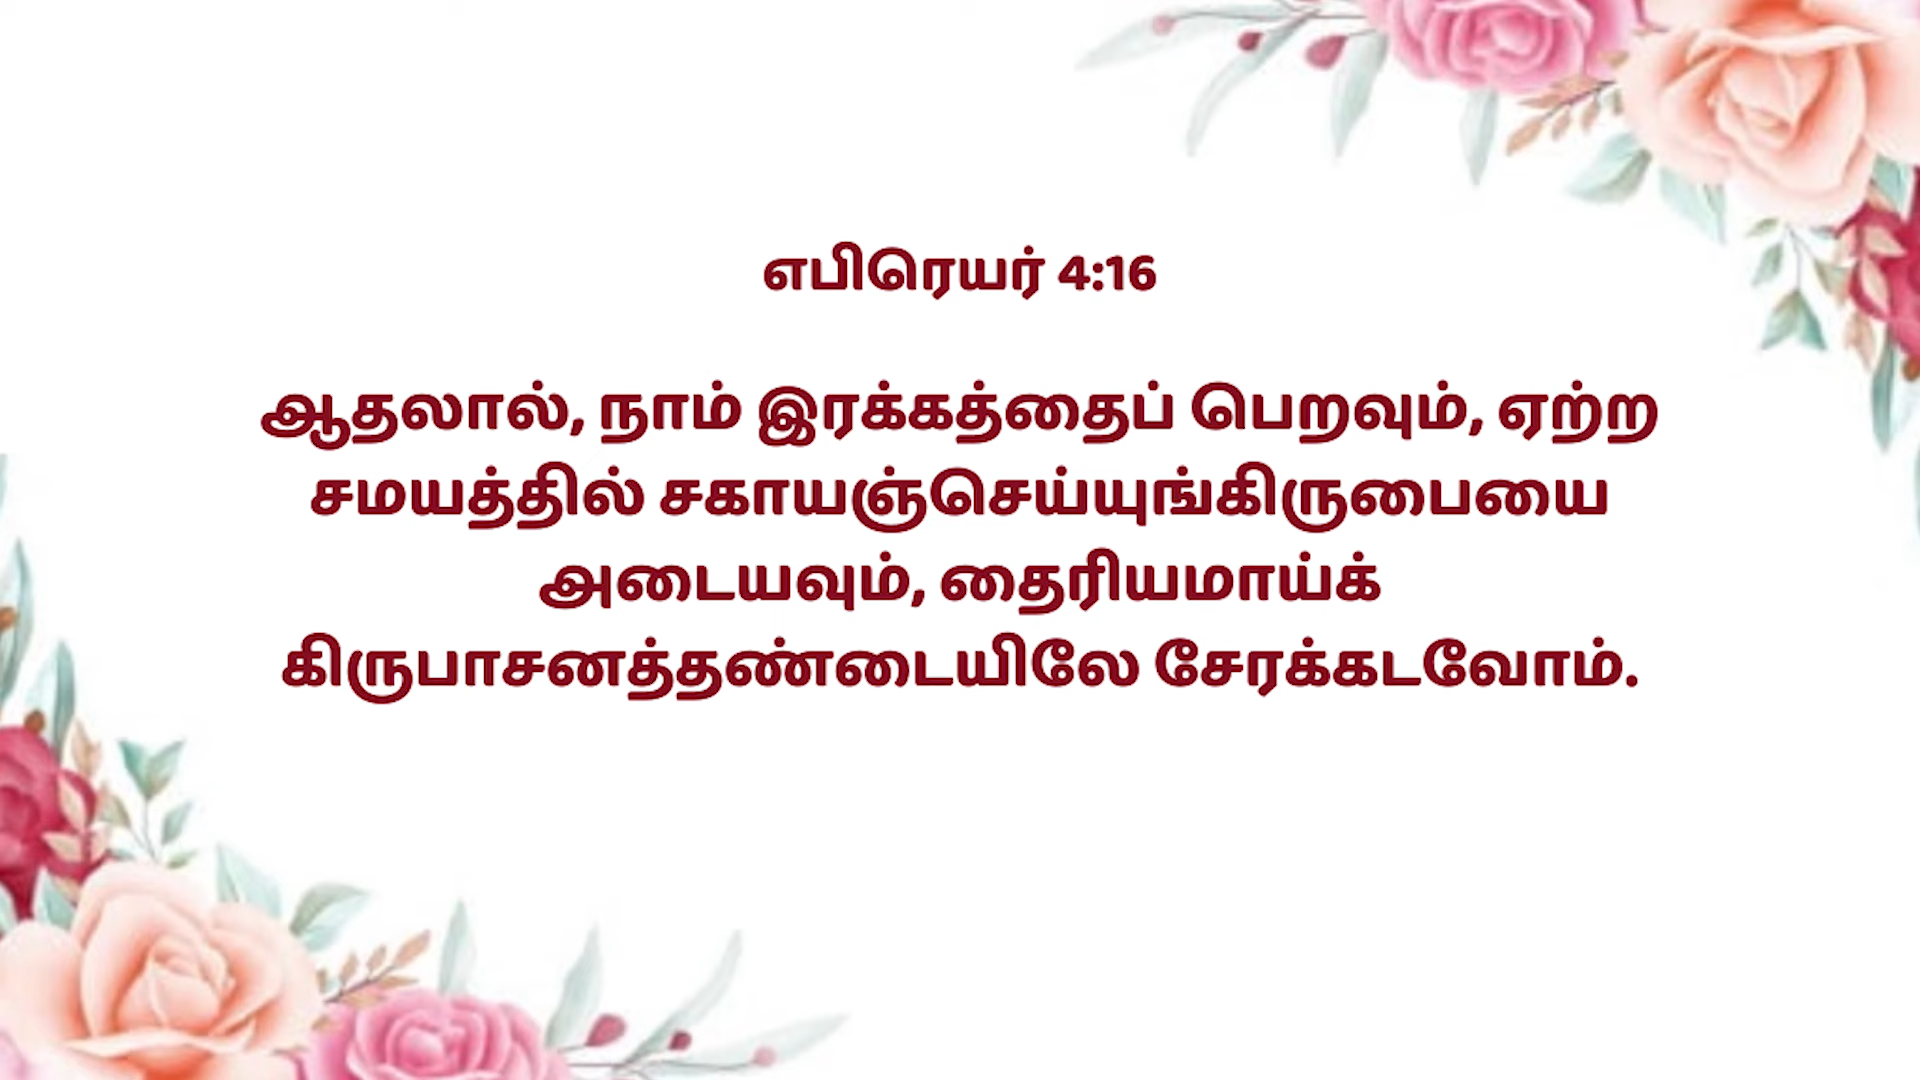 எபிரெயர் 4:16
ஆதலால், நாம் இரக்கத்தைப் பெறவும், ஏற்ற
சமயத்தில் சகாயஞ்செய்யுங்கிருபையை
அடையவும், தைரியமாய்க்
கிருபாசனத்தண்டையிலே சேரக்கடவோம்.